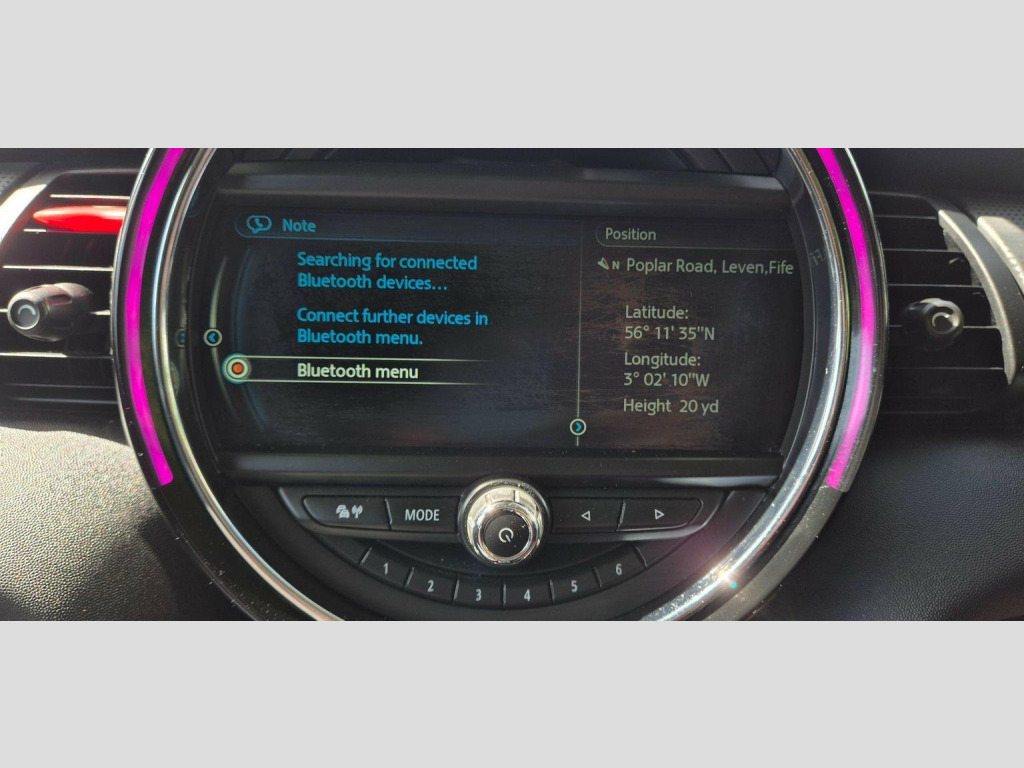 Note
Searching for connected
Bluetooth devices...
Connect further devices in
Bluetooth menu.
Bluetooth menu
Position
N Poplar Road, Leven,Fife
Latitude:
56° 11' 35"N
Longitude:
3° 02' 10"W
Height 20 yd
MODE
1 2 3 4 5 6